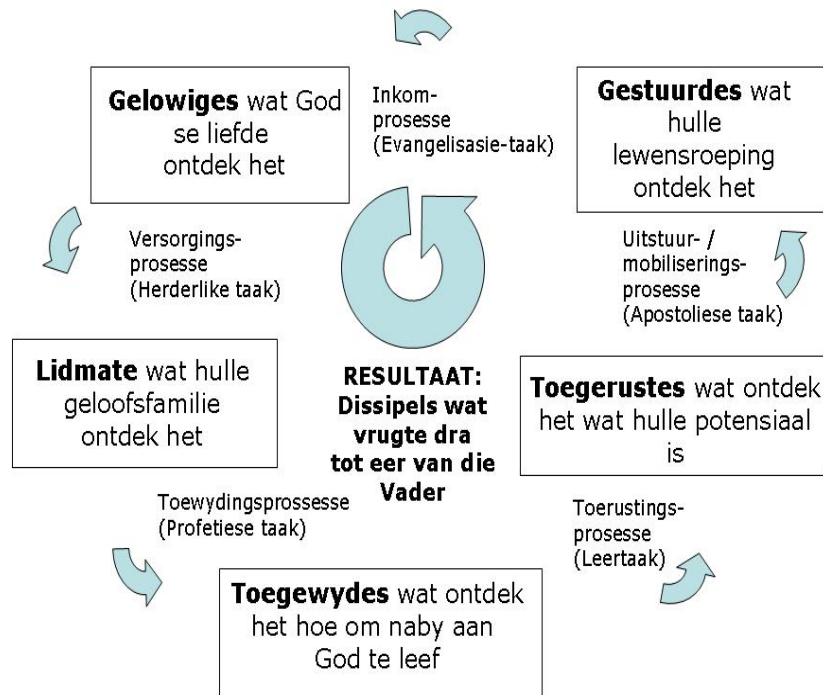 Gelowiges wat God
se liefde
ontdek het
Inkom-
prosesse
(Evangelisasie-taak)
Gestuurdes wat
hulle
lewensroeping
ontdek het
Versorgings-
prosesse
(Herderlike taak)
Uitstuur- /
mobiliserings-
prosesse
(Apostoliese taak)
Lidmate wat hulle
geloofsfamilie
ontdek het
RESULTAAT:
Dissipels wat
vrugte dra
tot eer van die
Vader
Toegerustes wat ontdek
het wat hulle potensiaal
is
Toewydingsprossesse
(Profetiese taak)
Toerustings-
prosesse
(Leertaak)
Toegewydes wat ontdek
het hoe om naby aan
God te leef